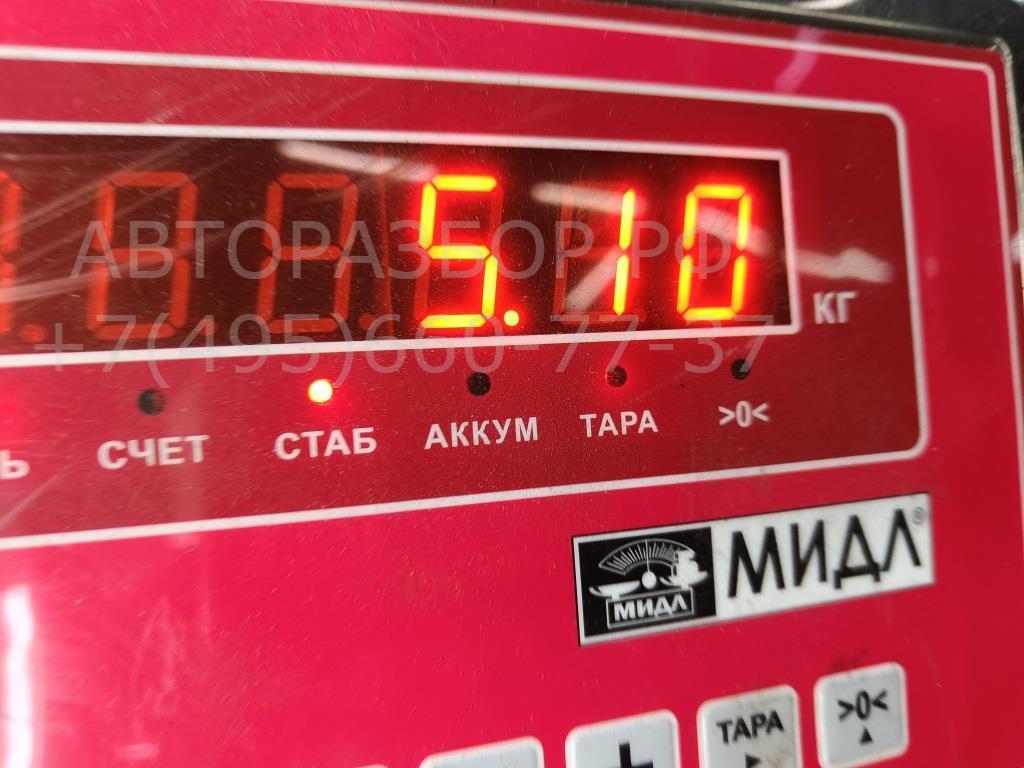 5.10
КГ
АВТОРАЗБОР.РФ
+7(495)660-77-37
Ь СЧЕТ СТАБ АККУМ ТАРА >0<
МИДЛ МИДЛ®
+ ТАРА >0<